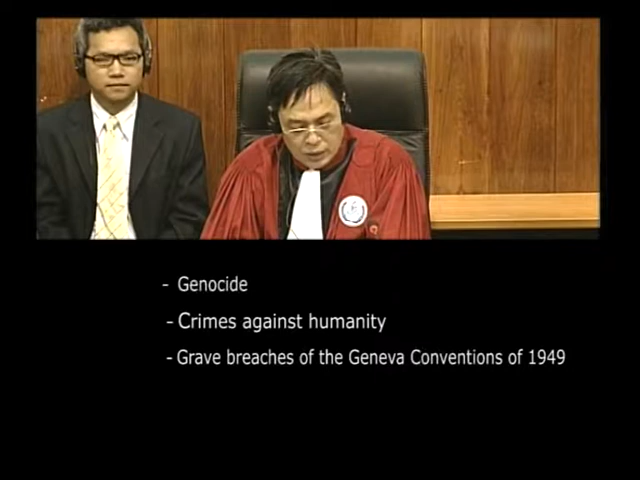 - Genocide
- Crimes against humanity
- Grave breaches of the Geneva Conventions of 1949